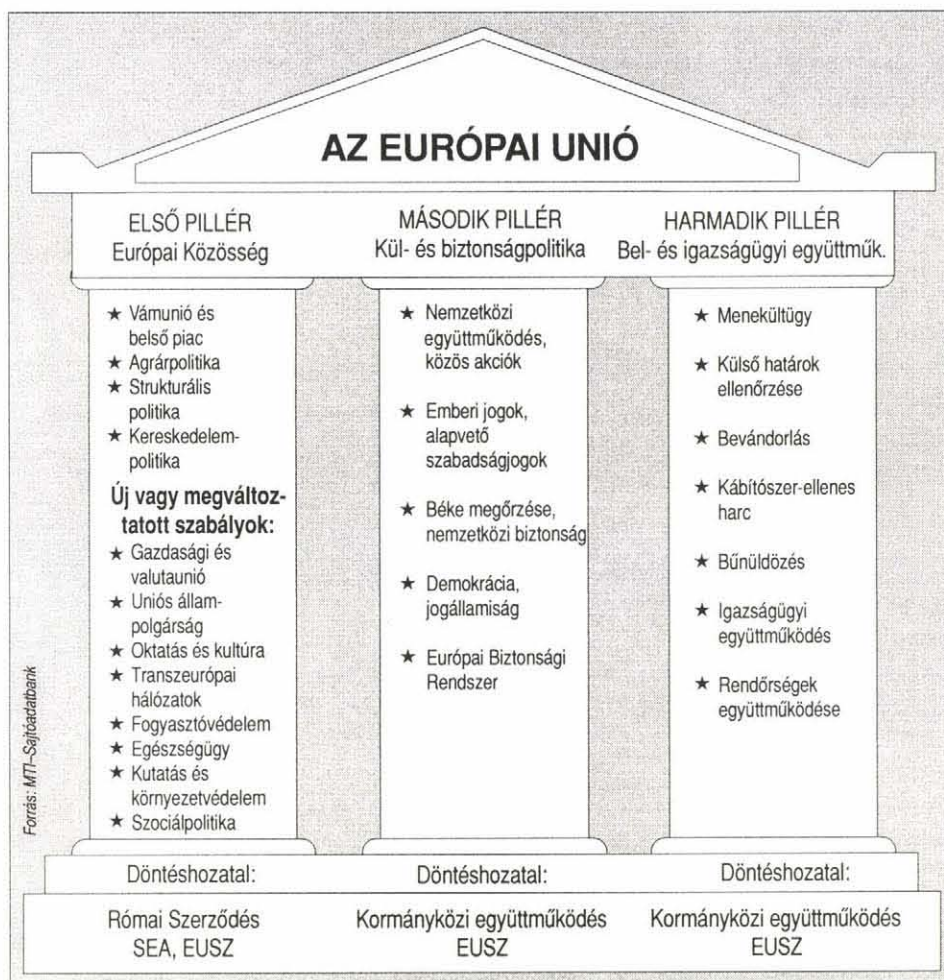 AZ EURÓPAI UNIÓ
ELSŐ PILLÉR
Európai Közösség
★ Vámunió és
belső piac
★ Agrárpolitika
★ Strukturális
politika
★ Kereskedelem-
politika
Új vagy megváltoz-
tatott szabályok:
★ Gazdasági és
valutaunió
★ Uniós állam-
polgárság
★ Oktatás és kultúra
★ Transzeurópai
hálózatok
★ Fogyasztóvédelem
★ Egészségügy
★ Kutatás és
környezetvédelem
★ Szociálpolitika
Döntéshozatal:
Római Szerződés
SEA, EUSZ
MÁSODIK PILLÉR
Kül- és biztonságpolitika
★ Nemzetközi
együttműködés,
közös akciók
★ Emberi jogok,
alapvető
szabadságjogok
★ Béke megőrzése,
nemzetközi biztonság
★ Demokrácia,
jogállamiság
★ Európai Biztonsági
Rendszer
Döntéshozatal:
Kormányközi együttműködés
EUSZ
HARMADIK PILLÉR
Bel- és igazságügyi együttműk.
★ Menekültügy
★ Külső határok
ellenőrzése
★ Bevándorlás
★ Kábítószer-ellenes
harc
★ Bűnüldözés
★ Igazságügyi
együttműködés
★ Rendőrségek
együttműködése
Döntéshozatal:
Kormányközi együttműködés
EUSZ
Forrás: MTI–Sajtóadatbank